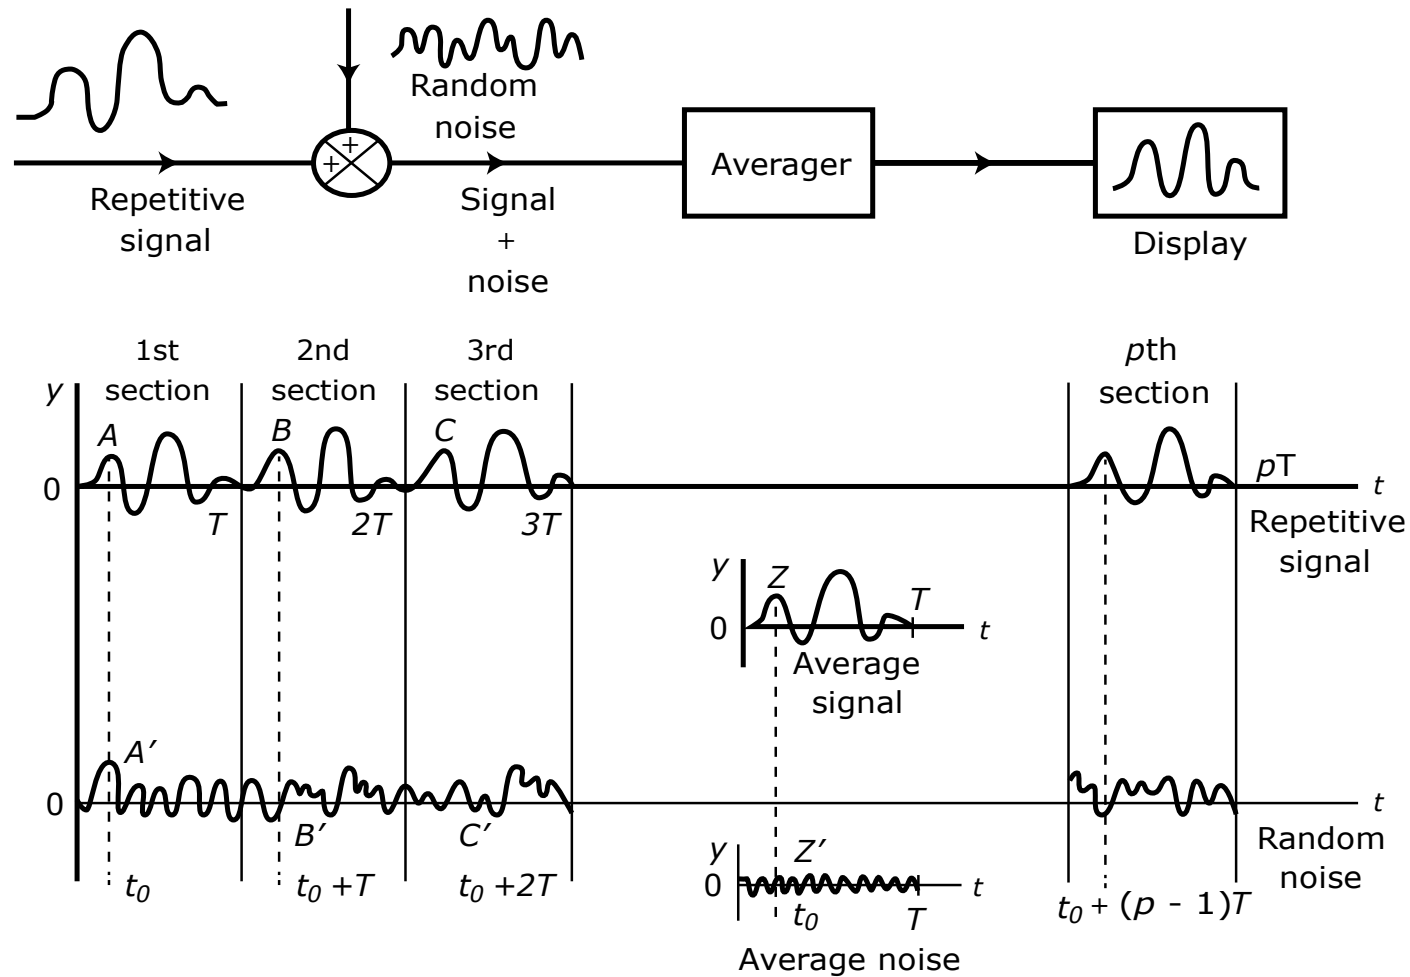 Random
noise
+
+
Averager
Repetitive
signal
Signal
+
noise
Display
1st
section
2nd
section
3rd
section
pth
section
y
A
B
C
0
T
2T
3T
pT
t
Repetitive
signal
y
Z
T
0
t
Average
signal
A′
0
B′
C′
t
Random
noise
t0
t0 +T
t0 +2T
t0 + (p - 1)T
y
Z′
0
t
t0
T
Average noise